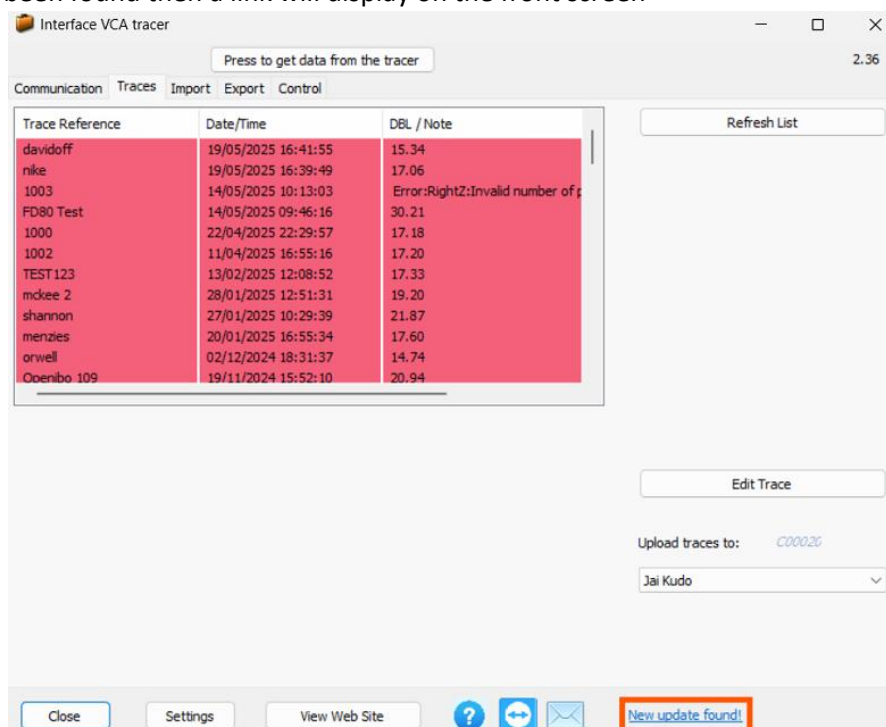 been found then a link will display on the front screen
Interface VCA tracer
Press to get data from the tracer
2.36
Communication Traces Import Export Control
Trace Reference Date/Time DBL / Note
Refresh List
davidoff 19/05/2025 16:41:55 15.34
nike 19/05/2025 16:39:49 17.06
1003 14/05/2025 10:13:03 Error:RightZ:Invalid number of
FD80 Test 14/05/2025 09:46:16 30.21
1000 22/04/2025 22:29:57 17.18
1002 11/04/2025 16:55:16 17.20
TEST123 13/02/2025 12:08:52 17.33
mckee 2 28/01/2025 12:51:31 19.20
shannon 27/01/2025 10:29:39 21.87
menzies 20/01/2025 16:55:34 17.60
orwell 02/12/2024 18:31:37 14.74
Openibo 109 19/11/2024 15:52:10 20.94
Edit Trace
Upload traces to: C00020
Jai Kudo
Close Settings View Web Site ? New update found!